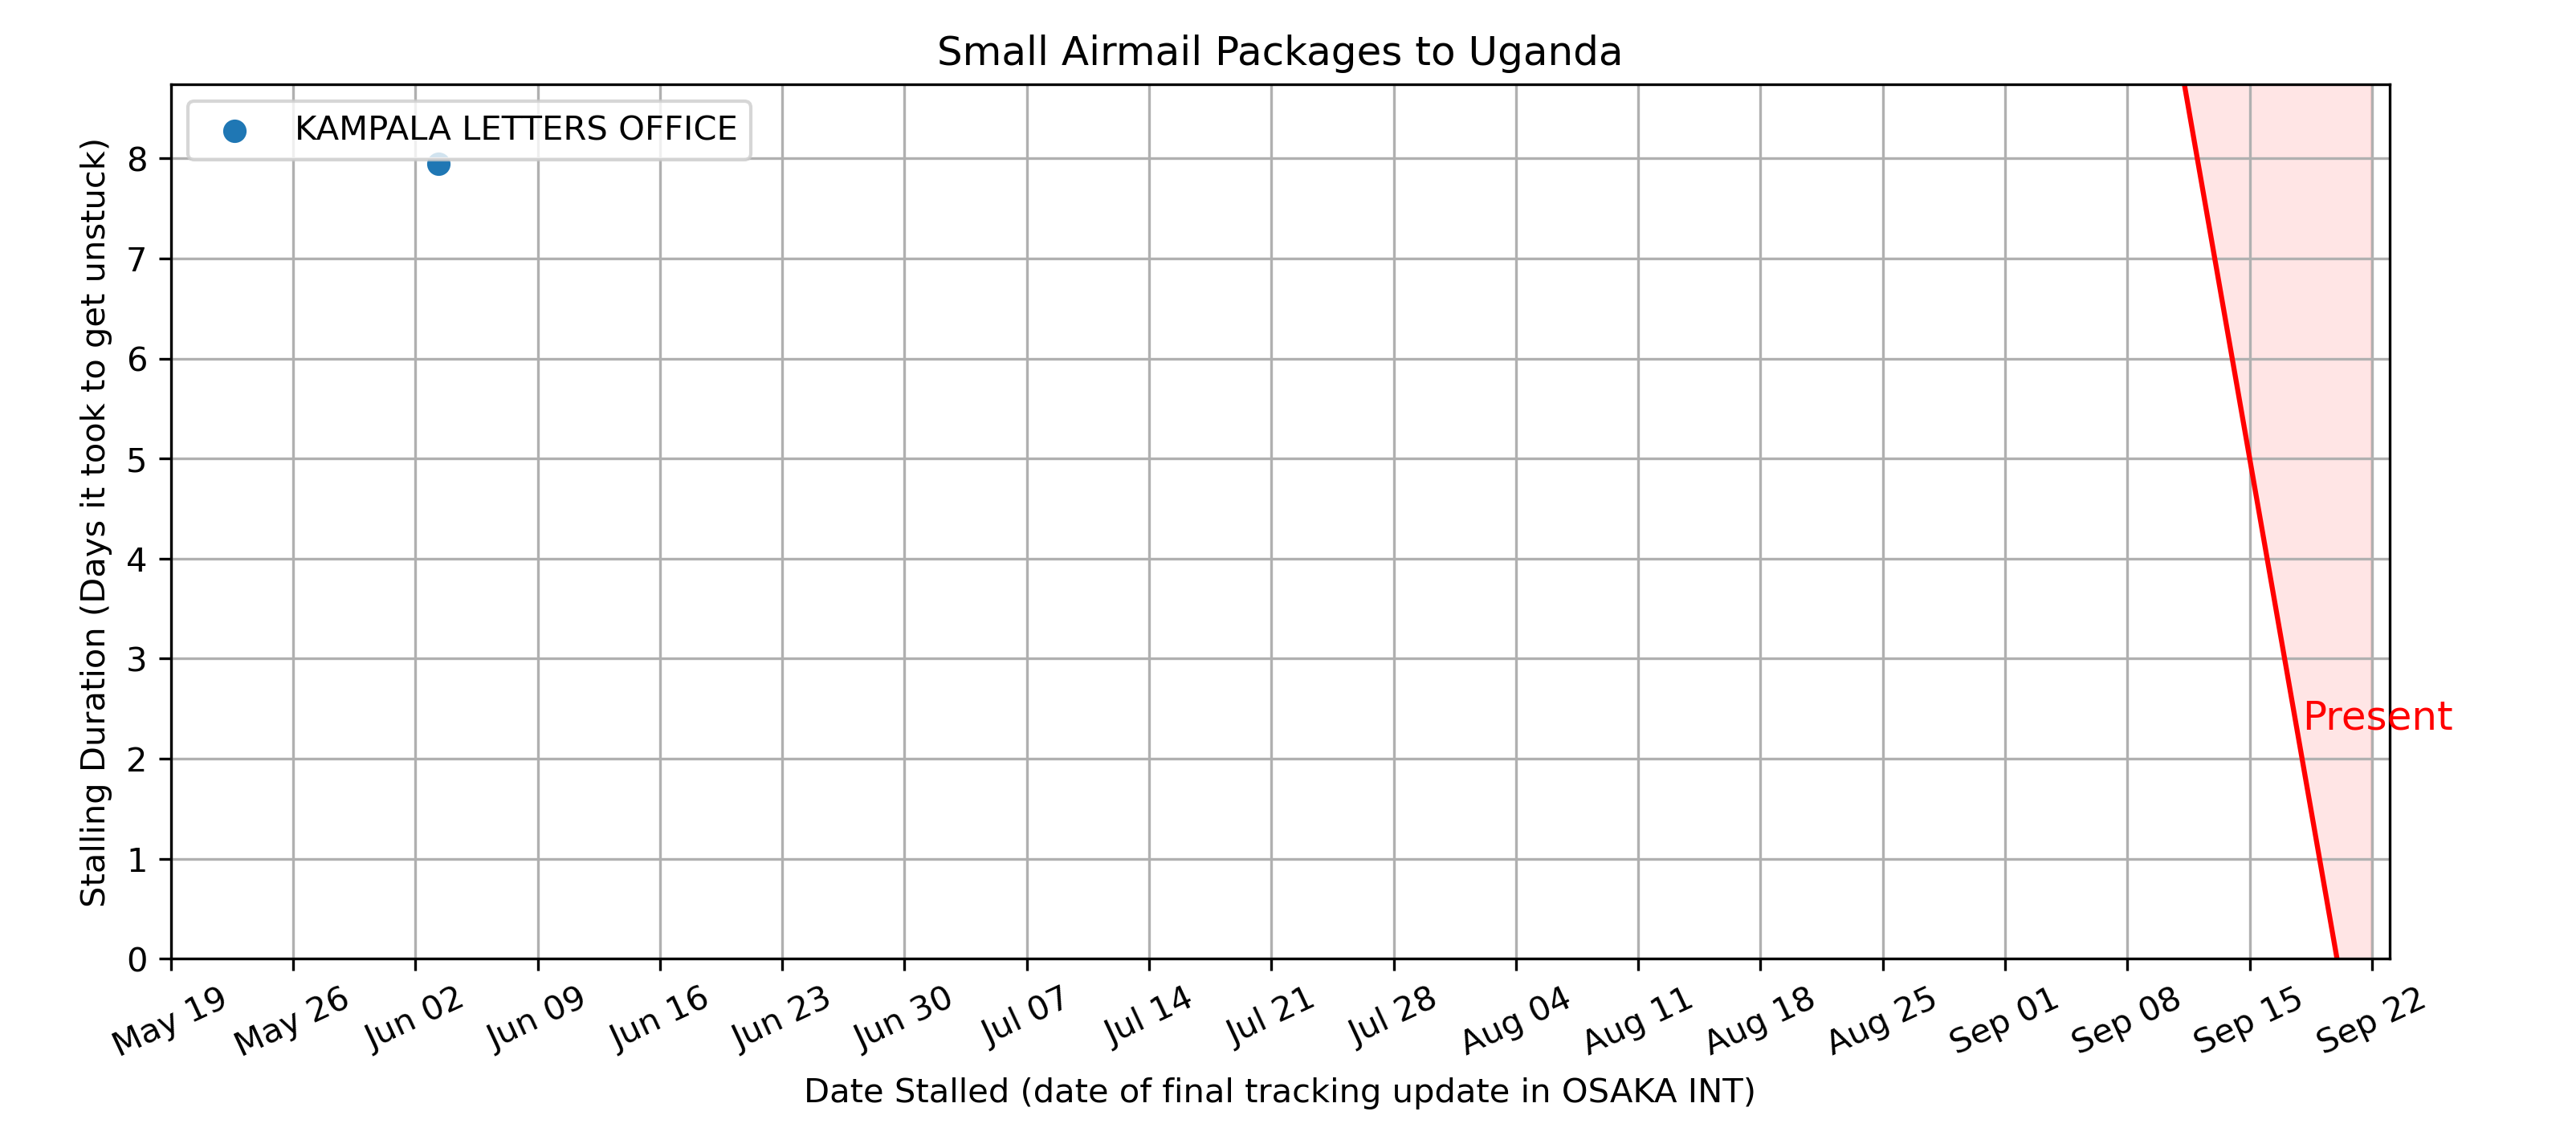 Small Airmail Packages to Uganda
KAMPALA LETTERS OFFICE
Stalling Duration (Days it took to get unstuck)
8
7
6
5
4
3
2
1
0
Present
May 19
May 26
Jun 02
Jun 09
Jun 16
Jun 23
Jun 30
Jul 07
Jul 14
Jul 21
Jul 28
Aug 04
Aug 11
Aug 18
Aug 25
Sep 01
Sep 08
Sep 15
Sep 22
Date Stalled (date of final tracking update in OSAKA INT)